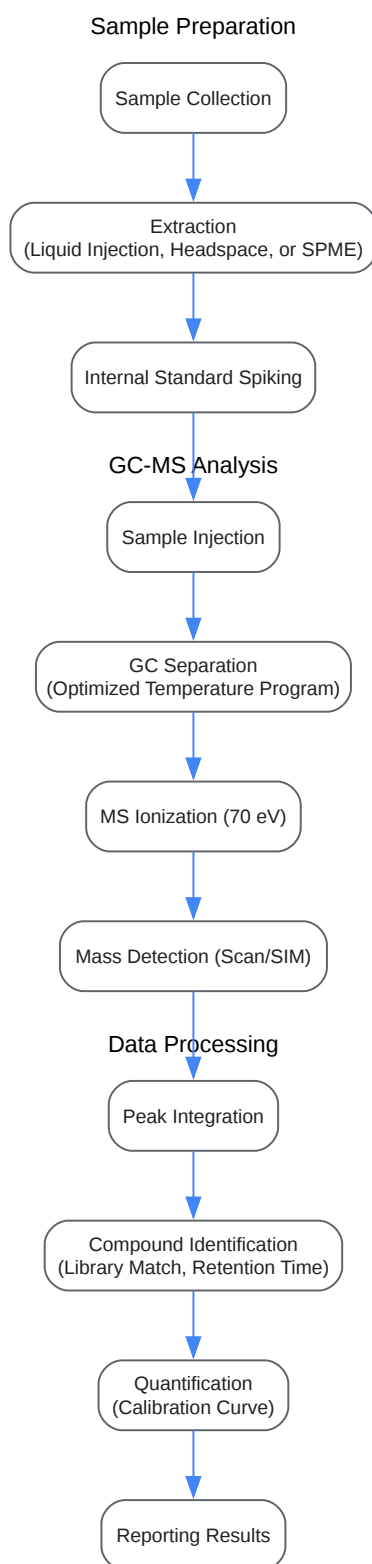 Sample Preparation
Sample Collection
Extraction
(Liquid Injection, Headspace, or SPME)
Internal Standard Spiking
GC-MS Analysis
Sample Injection
GC Separation
(Optimized Temperature Program)
MS Ionization (70 eV)
Mass Detection (Scan/SIM)
Data Processing
Peak Integration
Compound Identification
(Library Match, Retention Time)
Quantification
(Calibration Curve)
Reporting Results